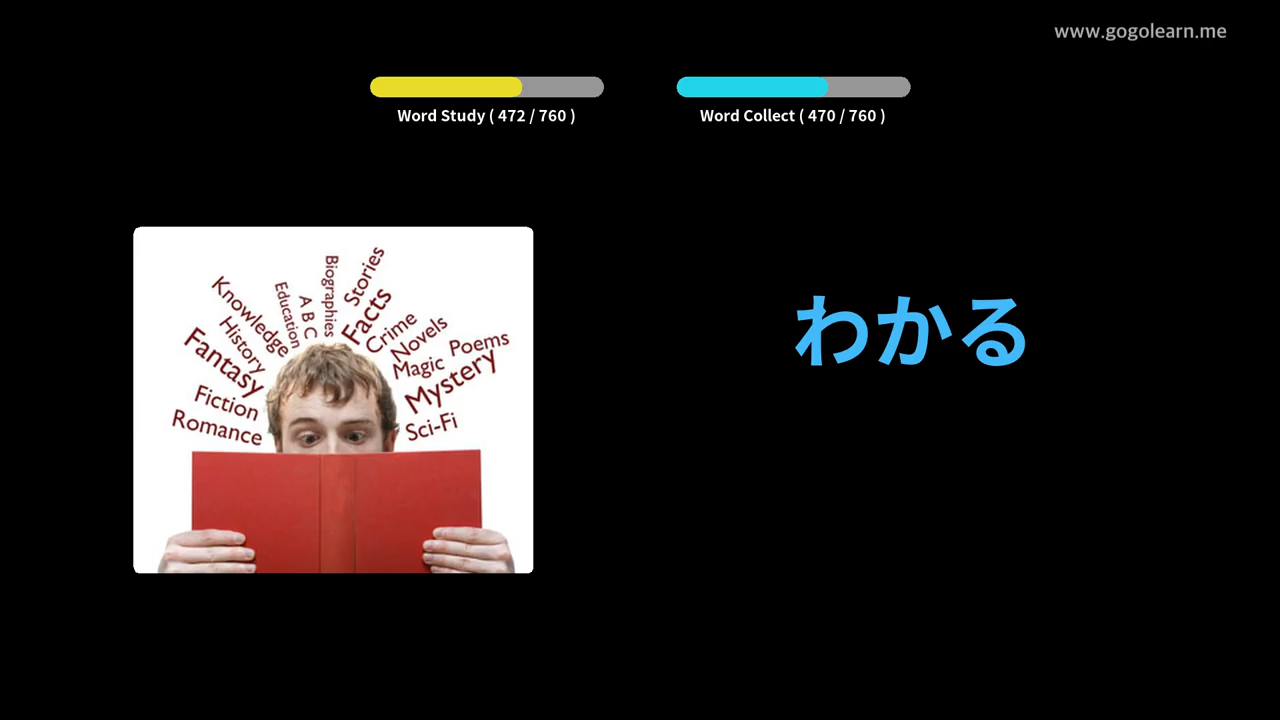 www.gogolearn.me
Word Study ( 472 / 760 )
Word Collect ( 470 / 760 )
Knowledge
Education
A B C
Biographies
Stories
Facts
Crime
Novels
Poems
History
Fantasy
Magic
Mystery
Fiction
Romance
Sci-Fi
わかる